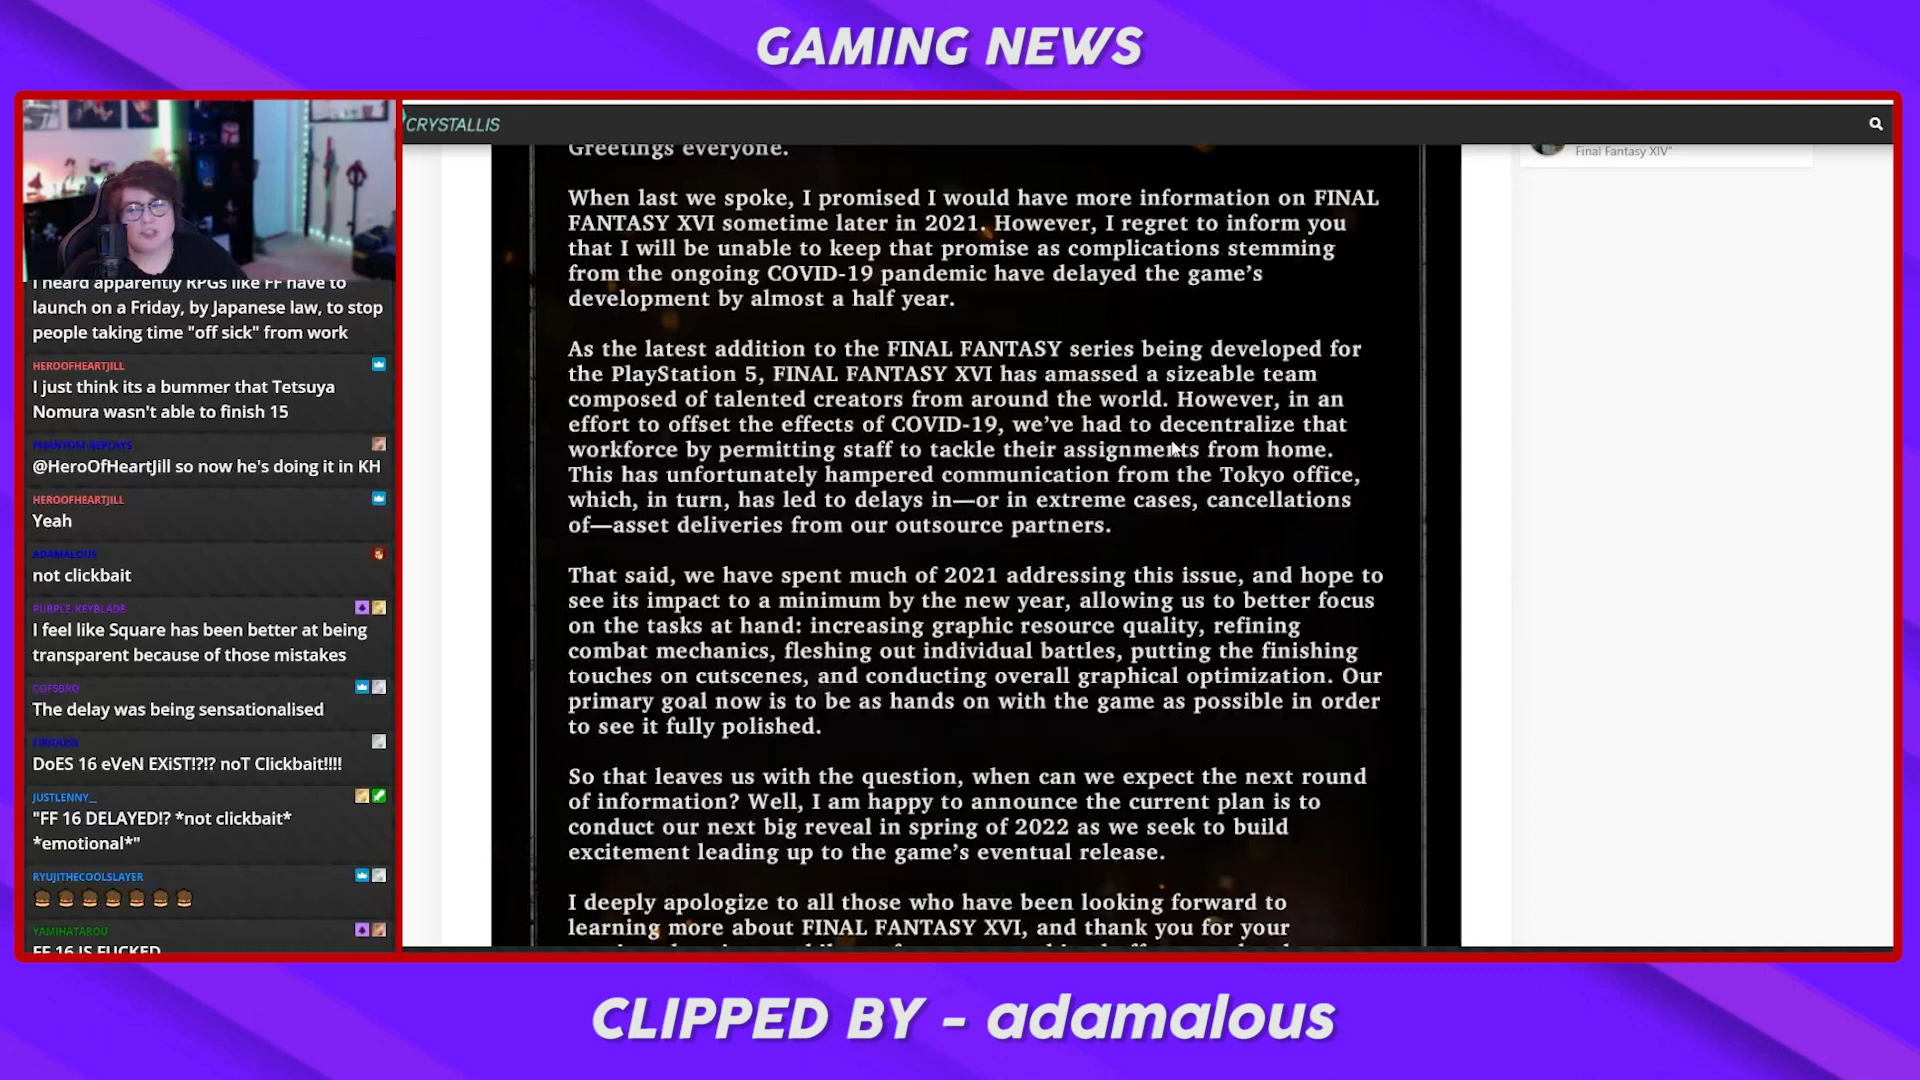 GAMING NEWS
CRYSTALLIS
Final Fantasy XIV"
I heard apparently RPGs like FF have to
launch on a Friday, by Japanese law, to stop
people taking time "off sick" from work
HEROOFHEARTJILL
I just think its a bummer that Tetsuya
Nomura wasn't able to finish 15
PHANTOM REPLAYS
@HeroOfHeartJill so now he's doing it in KH
HEROOFHEARTJILL
Yeah
ADAMALOUS
not clickbait
PURPLE_KEYBLADE
I feel like Square has been better at being
transparent because of those mistakes
COFSBRO
The delay was being sensationalised
DoES 16 eVeN EXiST!?!? noT Clickbait!!!!
JUSTLENNY__
"FF 16 DELAYED!? *not clickbait*
*emotional*"
RYUJITHECOOLSLAYER
YAMIHATAROU
FF 16 IS FUCKED
Greetings everyone.
When last we spoke, I promised I would have more information on FINAL
FANTASY XVI sometime later in 2021. However, I regret to inform you
that I will be unable to keep that promise as complications stemming
from the ongoing COVID-19 pandemic have delayed the game's
development by almost a half year.
As the latest addition to the FINAL FANTASY series being developed for
the PlayStation 5, FINAL FANTASY XVI has amassed a sizeable team
composed of talented creators from around the world. However, in an
effort to offset the effects of COVID-19, we've had to decentralize that
workforce by permitting staff to tackle their assignments from home.
This has unfortunately hampered communication from the Tokyo office,
which, in turn, has led to delays in—or in extreme cases, cancellations
of—asset deliveries from our outsource partners.
That said, we have spent much of 2021 addressing this issue, and hope to
see its impact to a minimum by the new year, allowing us to better focus
on the tasks at hand: increasing graphic resource quality, refining
combat mechanics, fleshing out individual battles, putting the finishing
touches on cutscenes, and conducting overall graphical optimization. Our
primary goal now is to be as hands on with the game as possible in order
to see it fully polished.
So that leaves us with the question, when can we expect the next round
of information? Well, I am happy to announce the current plan is to
conduct our next big reveal in spring of 2022 as we seek to build
excitement leading up to the game's eventual release.
I deeply apologize to all those who have been looking forward to
learning more about FINAL FANTASY XVI, and thank you for your
CLIPPED BY - adamalous